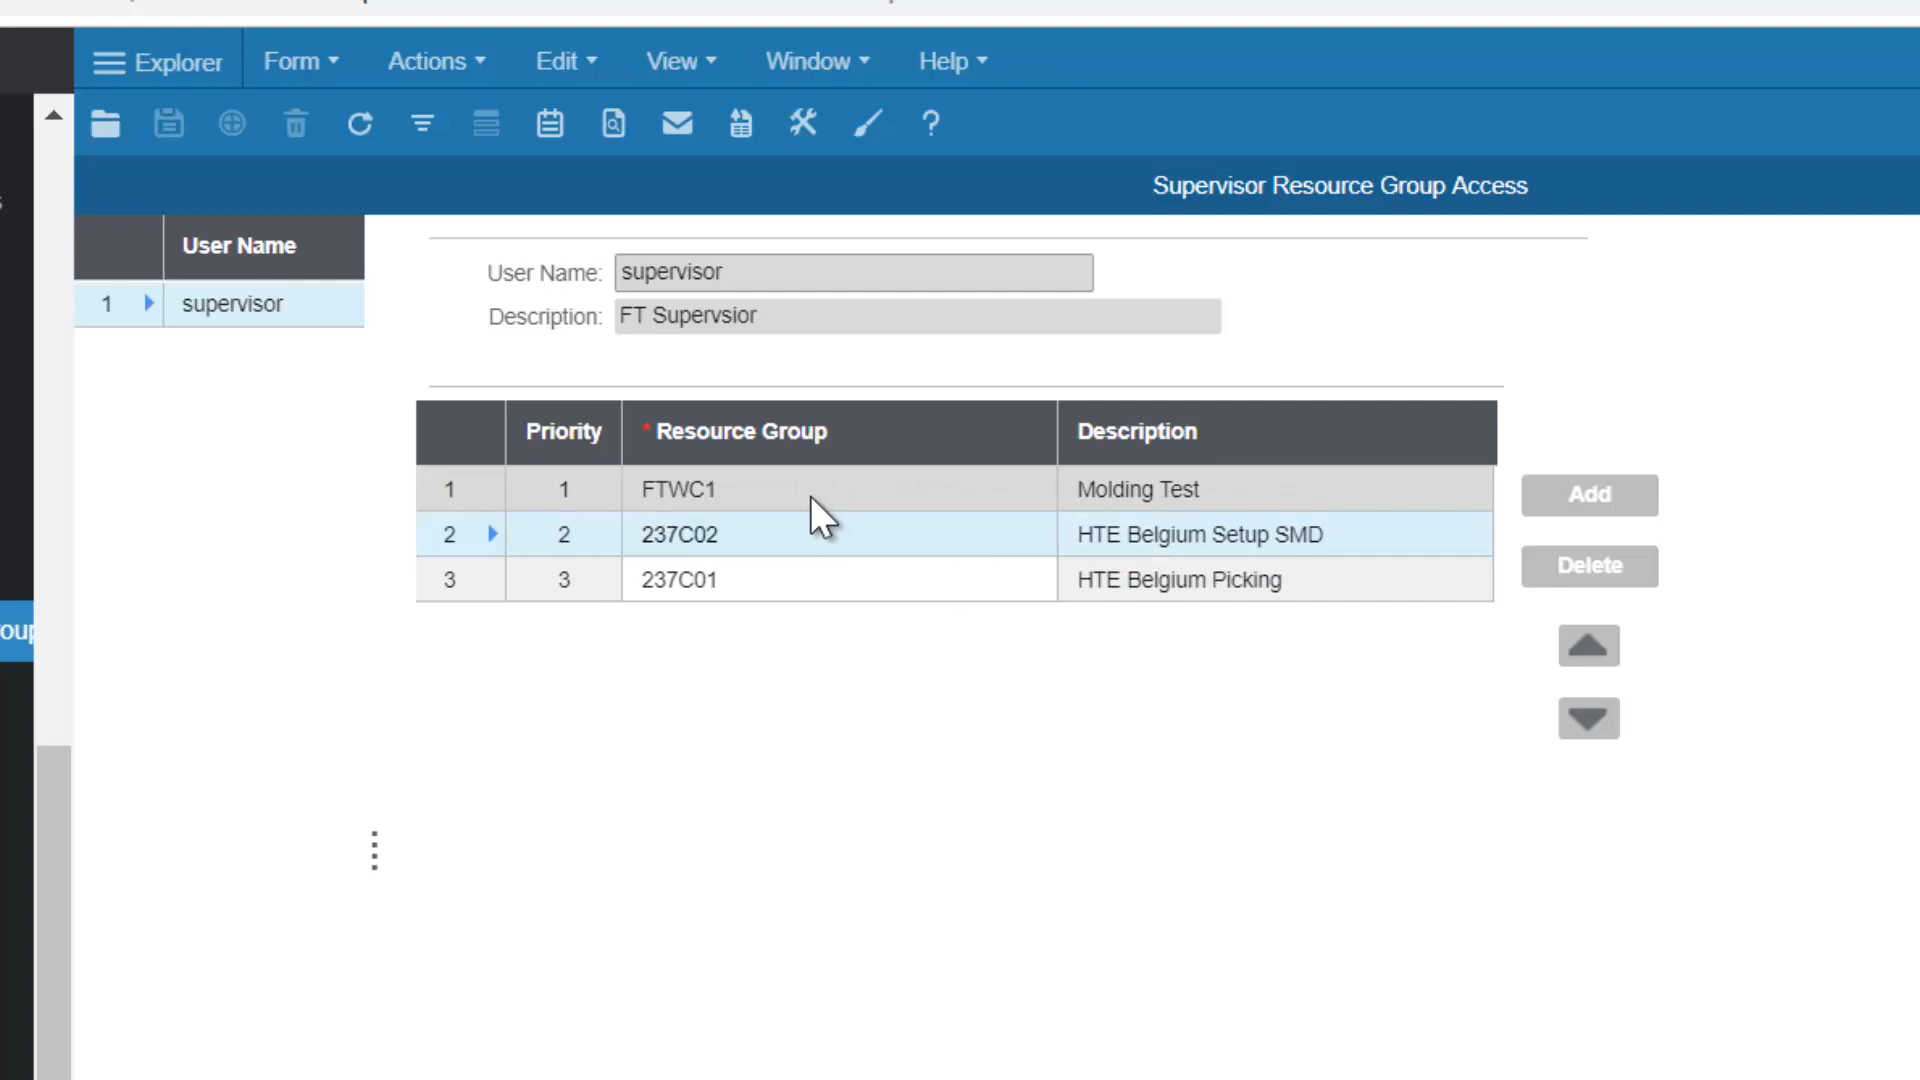 Explorer Form Actions Edit View Window Help
Supervisor Resource Group Access
User Name
1 supervisor
User Name: supervisor
Description: FT Supervsior
Priority * Resource Group Description
1 1 FTWC1 Molding Test
2 2 237C02 HTE Belgium Setup SMD
3 3 237C01 HTE Belgium Picking
Add
Delete